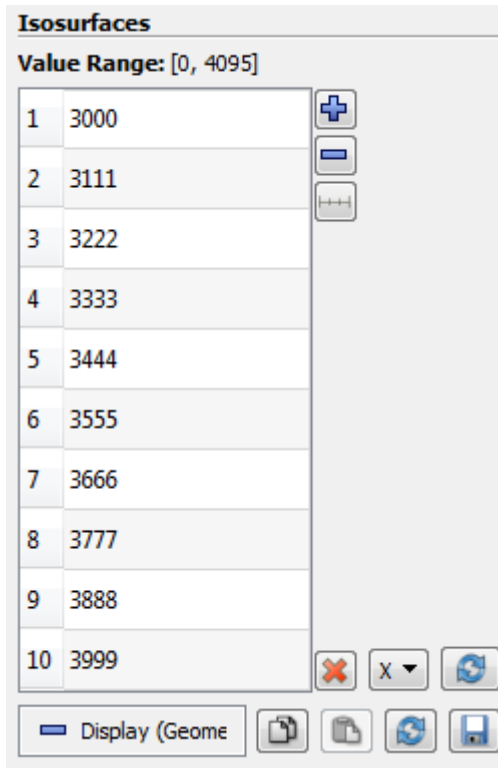 Isosurfaces
Value Range: [0, 4095]
1 3000
2 3111
3 3222
4 3333
5 3444
6 3555
7 3666
8 3777
9 3888
10 3999
X
Display (Geome